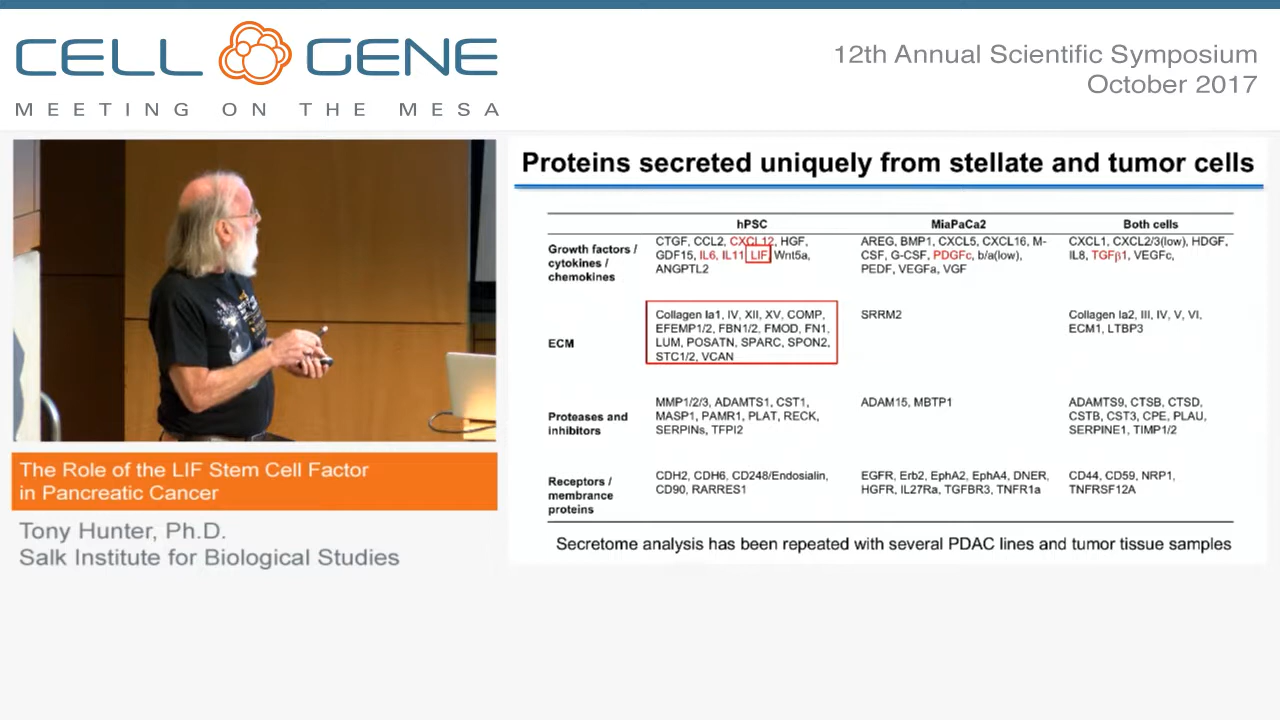 CELL GENE
MEETING ON THE MESA
12th Annual Scientific Symposium
October 2017
Proteins secreted uniquely from stellate and tumor cells
hPSC
MiaPaCa2
Both cells
Growth factors /
cytokines /
chemokines
CTGF, CCL2, CXCL12, HGF,
GDF15, IL6, IL11, LIF, Wnt5a,
ANGPTL2
AREG, BMP1, CXCL5, CXCL16, M-
CSF, G-CSF, PDGFc, b/a(low),
PEDF, VEGFa, VGF
CXCL1, CXCL2/3(low), HDGF,
IL8, TGFβ1, VEGFc,
ECM
Collagen Ia1, IV, XII, XV, COMP,
EFEMP1/2, FBN1/2, FMOD, FN1,
LUM, POSATN, SPARC, SPON2,
STC1/2, VCAN
SRRM2
Collagen Ia2, III, IV, V, VI,
ECM1, LTBP3
Proteases and
inhibitors
MMP1/2/3, ADAMTS1, CST1,
MASP1, PAMR1, PLAT, RECK,
SERPINs, TFPI2
ADAM15, MBTP1
ADAMTS9, CTSB, CTSD,
CSTB, CST3, CPE, PLAU,
SERPINE1, TIMP1/2
Receptors /
membrance
proteins
CDH2, CDH6, CD248/Endosialin,
CD90, RARRES1
EGFR, Erb2, EphA2, EphA4, DNER,
HGFR, IL27Ra, TGFBR3, TNFR1a
CD44, CD59, NRP1,
TNFRSF12A
Secretome analysis has been repeated with several PDAC lines and tumor tissue samples
The Role of the LIF Stem Cell Factor
in Pancreatic Cancer
Tony Hunter, Ph.D.
Salk Institute for Biological Studies